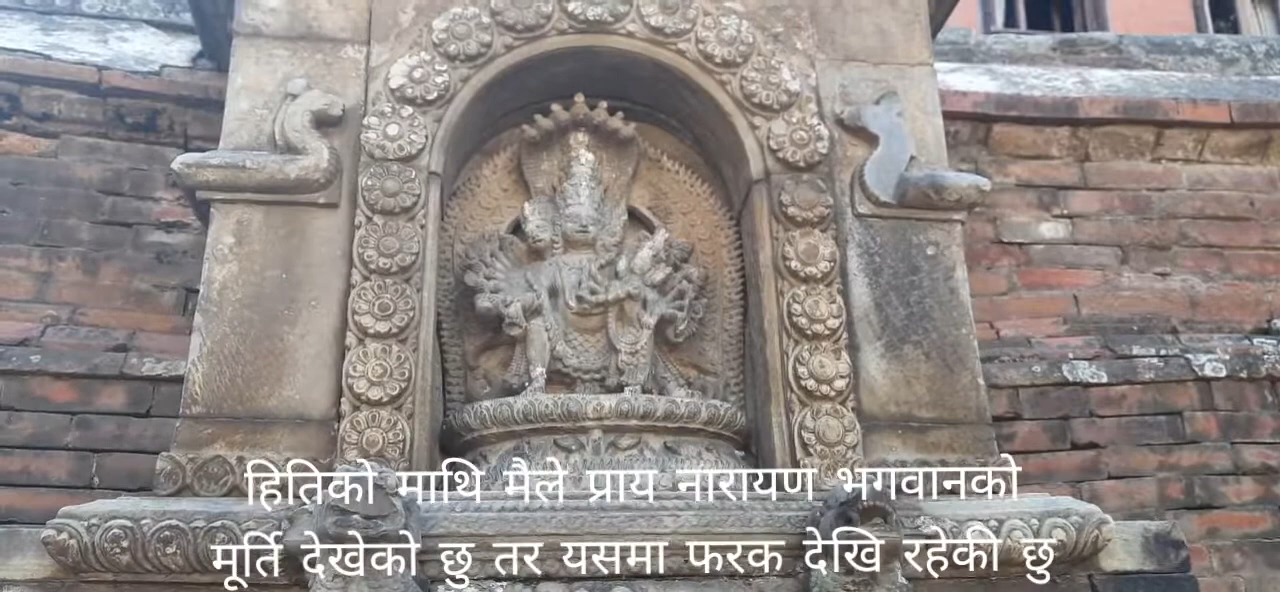 हितिको माथि मैले प्राय नारायण भगवानको
मूर्ति देखेको छु तर यसमा फरक देखि रहेकी छु